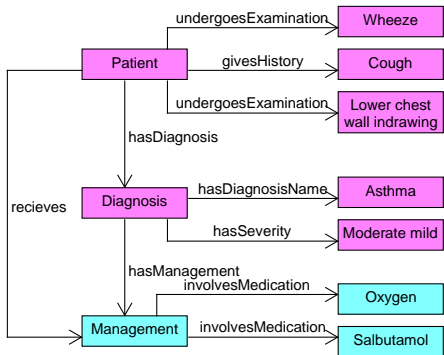 undergoesExamination
Wheeze
Patient
givesHistory
Cough
undergoesExamination
Lower chest
wall indrawing
hasDiagnosis
hasDiagnosisName
Asthma
Diagnosis
recieves
hasSeverity
Moderate mild
hasManagement
involvesMedication
Oxygen
Management
involvesMedication
Salbutamol